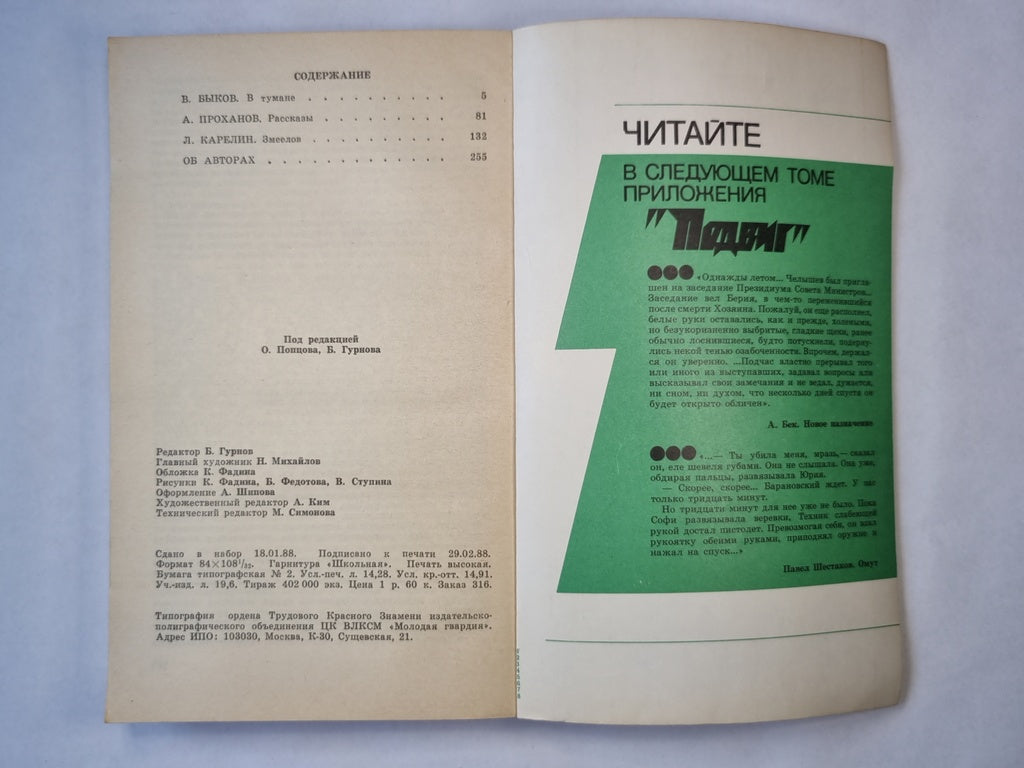 СОДЕРЖАНИЕ
В. БЫКОВ. В тумане . . . . . . . . . . 5
А. ПРОХАНОВ. Рассказы . . . . . . . . . 81
Л. КАРЕЛИН. Змеелов . . . . . . . . . 132
ОБ АВТОРАХ . . . . . . . . . . . 255
Под редакцией
О. Попцова, Б. Гурнова
Редактор Б. Гурнов
Главный художник Н. Михайлов
Обложка К. Фадина
Рисунки К. Фадина, Б. Федотова, В. Ступина
Оформление А. Шипова
Художественный редактор А. Ким
Технический редактор М. Симонова
Сдано в набор 18.01.88. Подписано к печати 29.02.88.
Формат 84×108¹/₃₂. Гарнитура «Школьная». Печать высокая.
Бумага типографская № 2. Усл.-печ. л. 14,28. Усл. кр.-отт. 14,91.
Уч.-изд. л. 19,6. Тираж 402 000 экз. Цена 1 р. 60 к. Заказ 316.
Типография ордена Трудового Красного Знамени издательско-
полиграфического объединения ЦК ВЛКСМ «Молодая гвардия».
Адрес ИПО: 103030, Москва, К-30, Сущевская, 21.
ЧИТАЙТЕ
В СЛЕДУЮЩЕМ ТОМЕ
ПРИЛОЖЕНИЯ
"Подвиг"
«Однажды летом... Челышев был пригла-
шен на заседание Президиума Совета Министров...
Заседание вел Берия, в чем-то переменившийся
после смерти Хозяина. Пожалуй, он еще располнел,
белые руки оставались, как и прежде, холеными,
но безукоризненно выбритые, гладкие щеки, ранее
обычно лоснившиеся, будто потускнели, подерну-
лись некой тенью озабоченности. Впрочем, держал-
ся он уверенно. ...Подчас властно прерывал того
или иного из выступавших, задавал вопросы или
высказывал свои замечания и не ведал, думается,
ни сном, ни духом, что несколько дней спустя он
будет открыто обличен».
А. Бек. Новое назначение
«...— Ты убила меня, мразь,— сказал
он, еле шевеля губами. Она не слышала. Она уже,
обдирая пальцы, развязывала Юрия.
— Скорее, скорее... Барановский ждет. У нас
только тридцать минут.
Но тридцати минут для нее уже не было. Пока
Софи развязывала веревки, Техник слабеющей
рукой достал пистолет. Превозмогая себя, он взял
рукоятку обеими руками, приподнял оружие и
нажал на спуск...»
Павел Шестаков. Омут